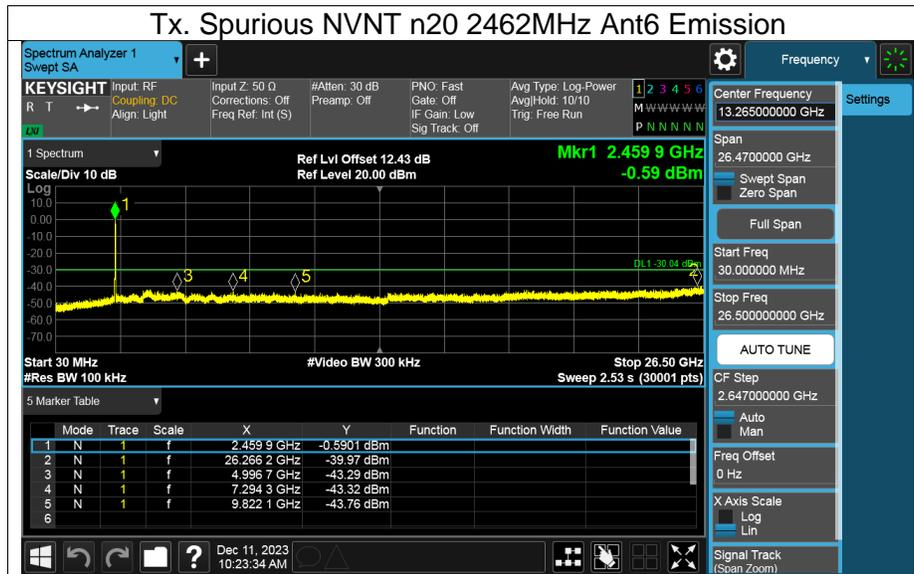 Tx. Spurious NVNT n20 2462MHz Ant6 Emission
Spectrum Analyzer 1
Swept SA
+
Frequency
KEYSIGHT
R T
LXI
Input: RF
Coupling: DC
Align: Light
Input Z: 50 Ω
Corrections: Off
Freq Ref: Int (S)
#Atten: 30 dB
Preamp: Off
PNO: Fast
Gate: Off
IF Gain: Low
Sig Track: Off
Avg Type: Log-Power
Avg|Hold: 10/10
Trig: Free Run
1 2 3 4 5 6
M W W W W W
P N N N N N
1 Spectrum
Scale/Div 10 dB
Ref Lvl Offset 12.43 dB
Ref Level 20.00 dBm
Mkr1 2.459 9 GHz
-0.59 dBm
Log
10.0
0.00
-10.0
-20.0
-30.0
-40.0
-50.0
-60.0
-70.0
1
3
4
5
2
DL1 -30.04 dBm
Start 30 MHz
#Video BW 300 kHz
Stop 26.50 GHz
#Res BW 100 kHz
Sweep 2.53 s (30001 pts)
5 Marker Table
Mode Trace Scale X Y Function Function Width Function Value
1 N 1 f 2.459 9 GHz -0.5901 dBm
2 N 1 f 26.266 2 GHz -39.97 dBm
3 N 1 f 4.996 7 GHz -43.29 dBm
4 N 1 f 7.294 3 GHz -43.32 dBm
5 N 1 f 9.822 1 GHz -43.76 dBm
6
?
Dec 11, 2023
10:23:34 AM
Center Frequency
13.265000000 GHz
Settings
Span
26.4700000 GHz
Swept Span
Zero Span
Full Span
Start Freq
30.000000 MHz
Stop Freq
26.500000000 GHz
AUTO TUNE
CF Step
2.647000000 GHz
Auto
Man
Freq Offset
0 Hz
X Axis Scale
Log
Lin
Signal Track
(Span Zoom)